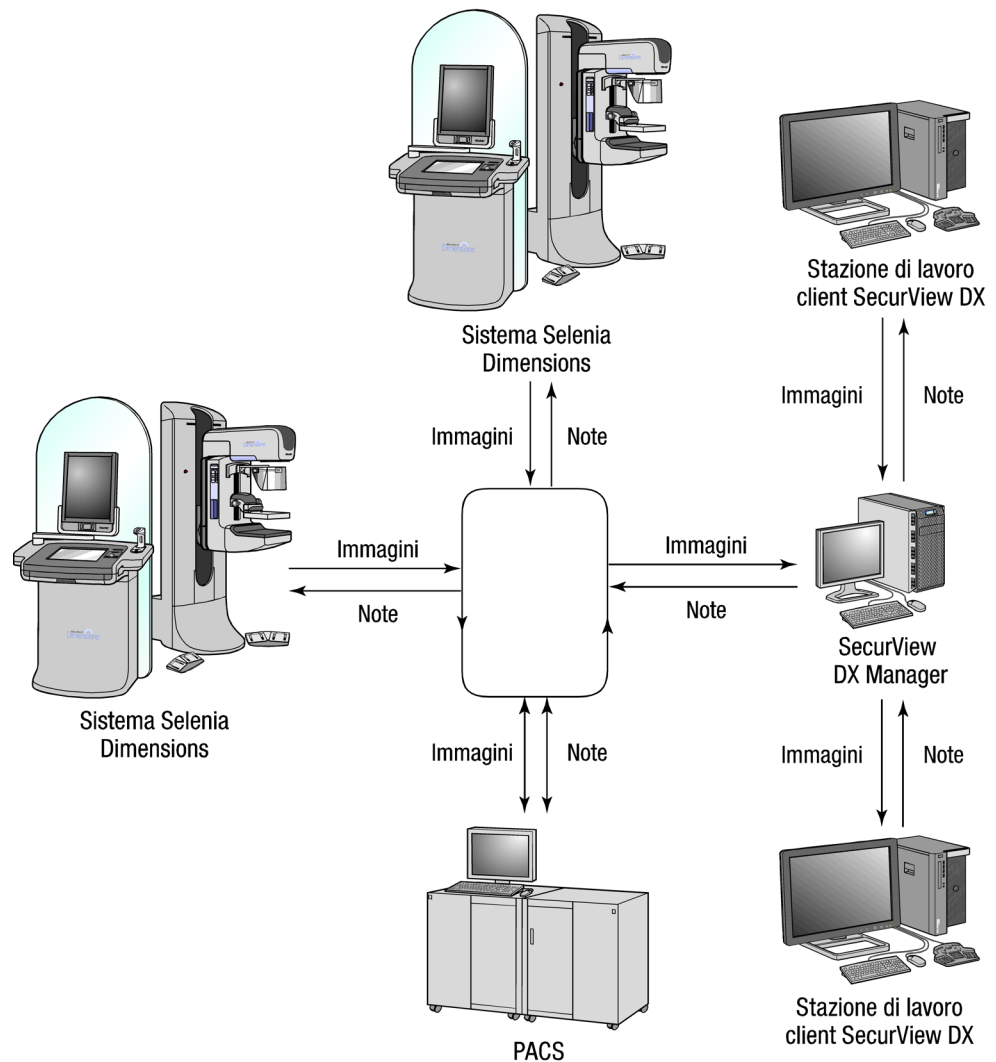 Stazione di lavoro
client SecurView DX
Sistema Selenia
Dimensions
Immagini
Note
Immagini
Note
Immagini
Note
Immagini
Note
SecurView
DX Manager
Sistema Selenia
Dimensions
Immagini
Note
Immagini
Note
Stazione di lavoro
client SecurView DX
PACS